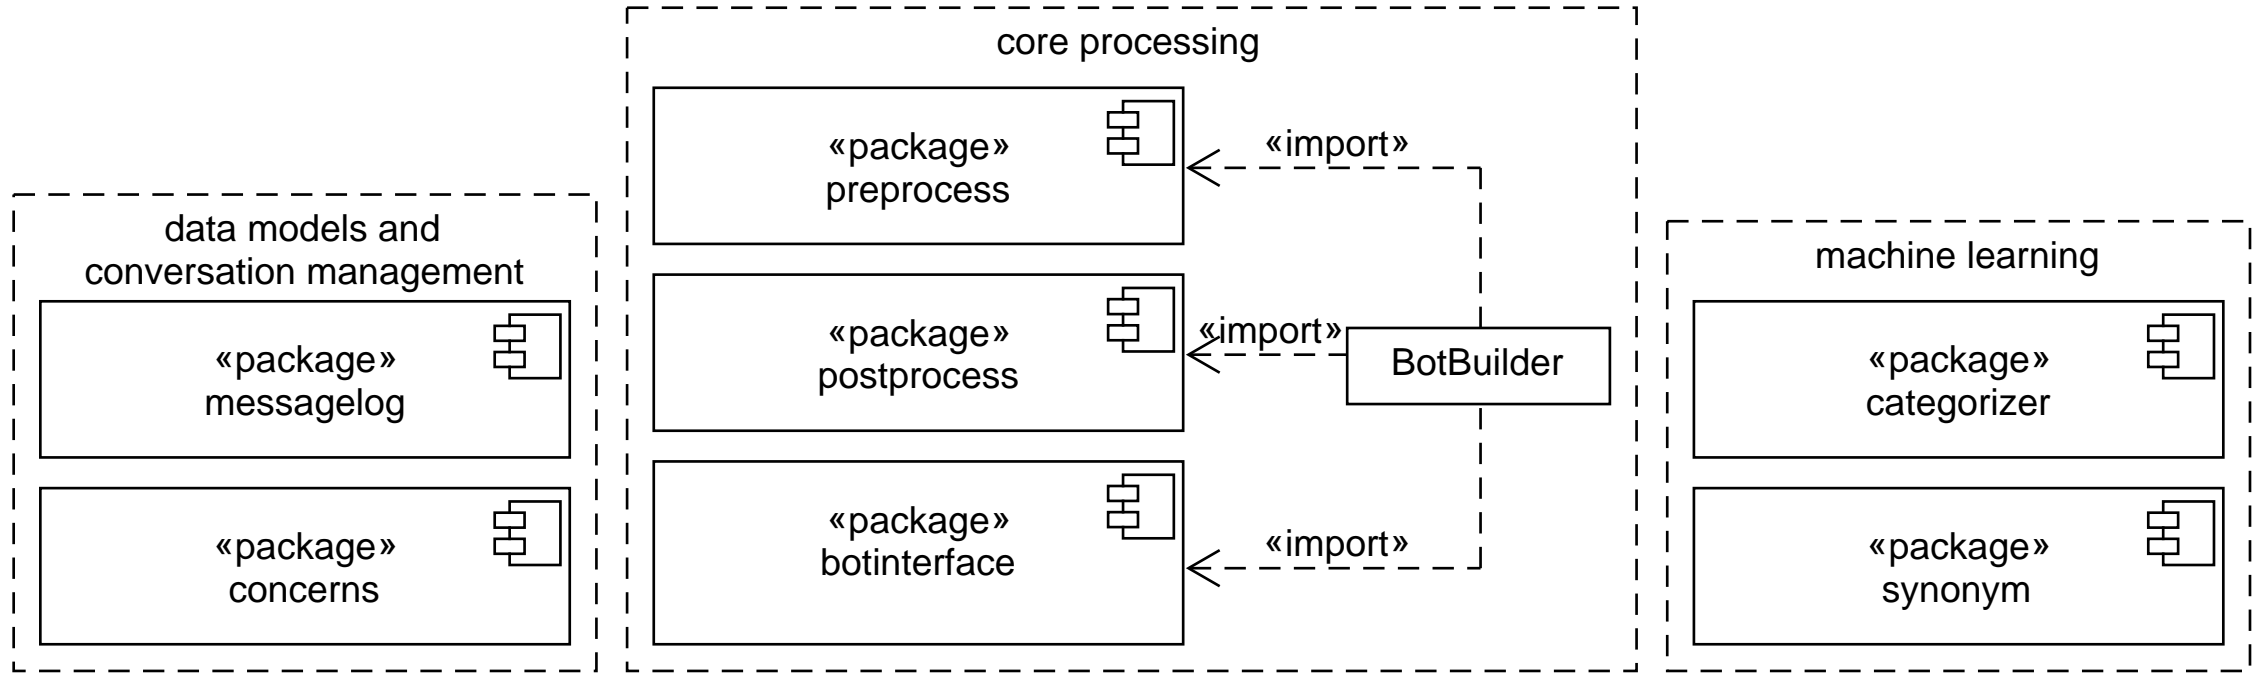 data models and
conversation management
«package»
messagelog
«package»
concerns
core processing
«package»
preprocess
«import»
«package»
postprocess
«import»
BotBuilder
«package»
botinterface
«import»
machine learning
«package»
categorizer
«package»
synonym